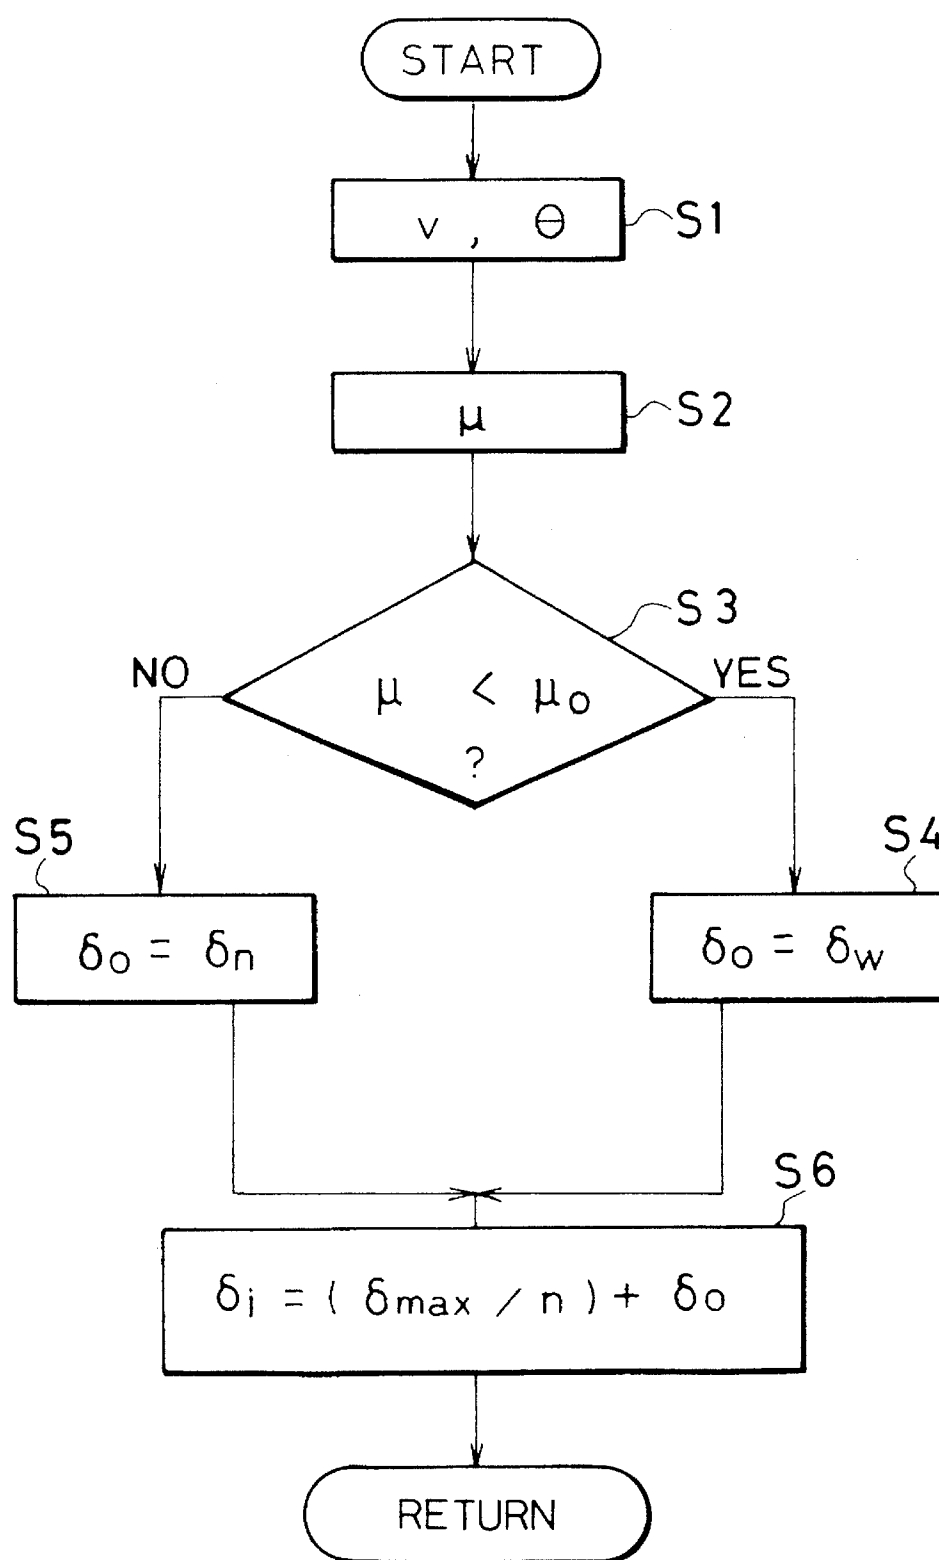 START
v , θ
S1
μ
S2
S3
NO
YES
μ < μo
?
S5
S4
δo = δn
δo = δw
S6
δi = ( δmax / n ) + δo
RETURN